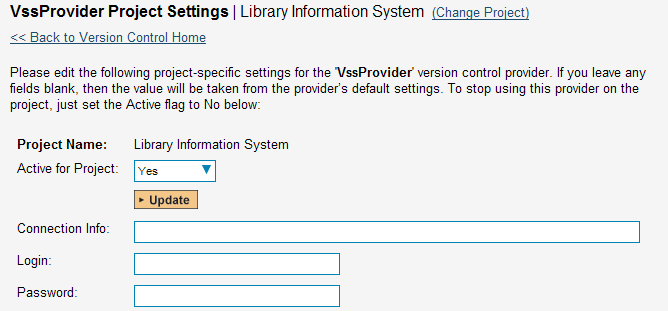 VssProvider Project Settings | Library Information System (Change Project)
<< Back to Version Control Home
Please edit the following project-specific settings for the 'VssProvider' version control provider. If you leave any
fields blank, then the value will be taken from the provider's default settings. To stop using this provider on the
project, just set the Active flag to No below:
Project Name: Library Information System
Active for Project: Yes
Update
Connection Info:
Login:
Password: